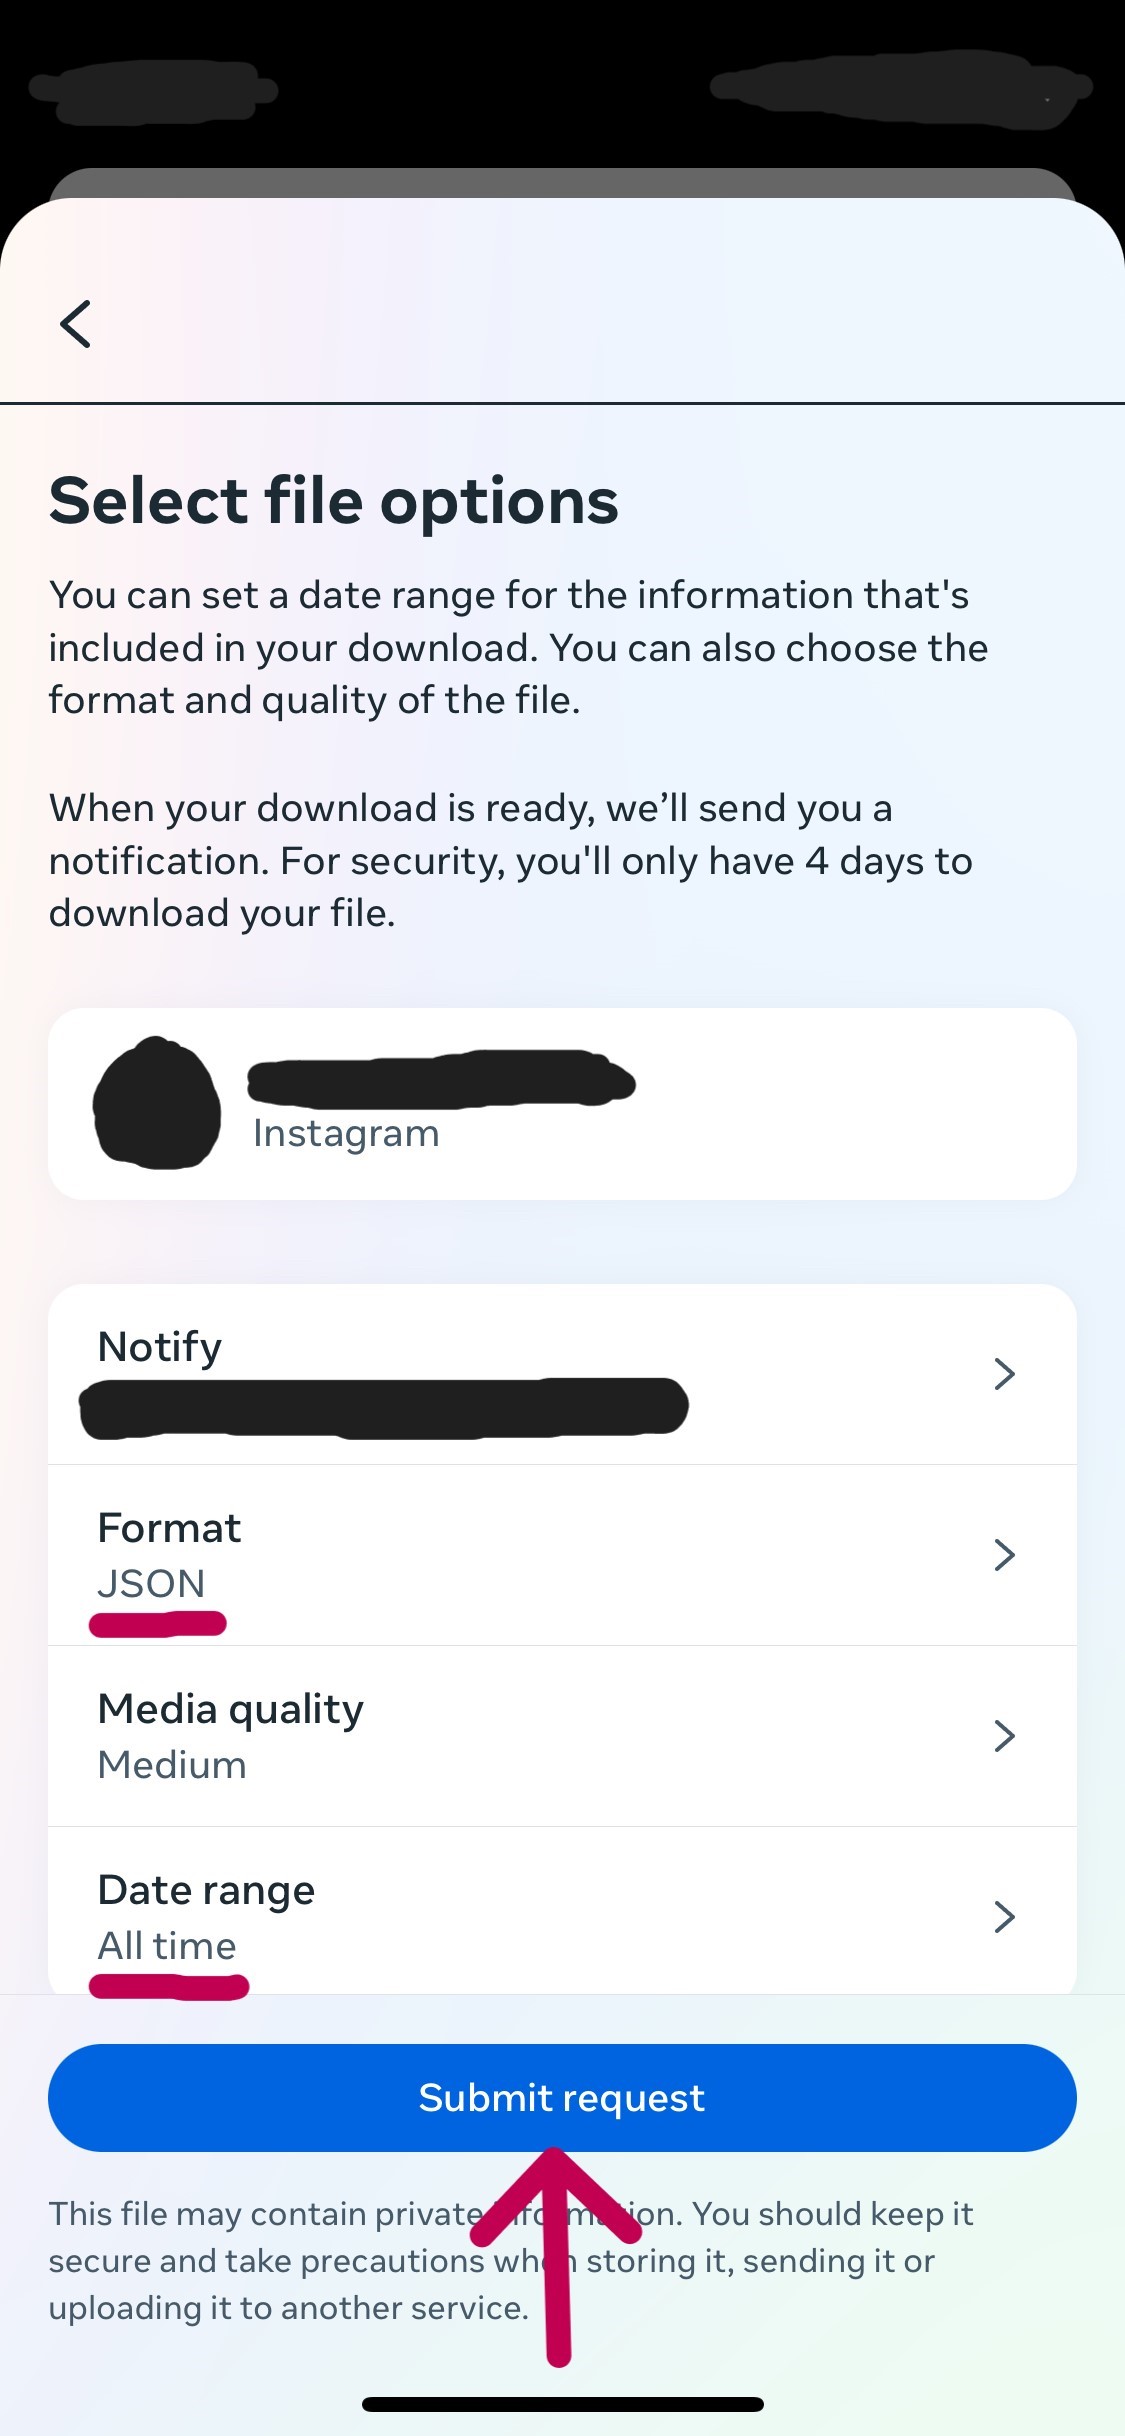 Select file options
You can set a date range for the information that's
included in your download. You can also choose the
format and quality of the file.
When your download is ready, we’ll send you a
notification. For security, you'll only have 4 days to
download your file.
Instagram
Notify
Format
JSON
Media quality
Medium
Date range
All time
Submit request
This file may contain private information. You should keep it
secure and take precautions when storing it, sending it or
uploading it to another service.